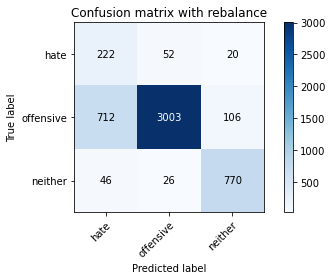 Confusion matrix with rebalance
True label
hate
offensive
neither
222 52 20
712 3003 106
46 26 770
hate
offensive
neither
Predicted label
3000
2500
2000
1500
1000
500